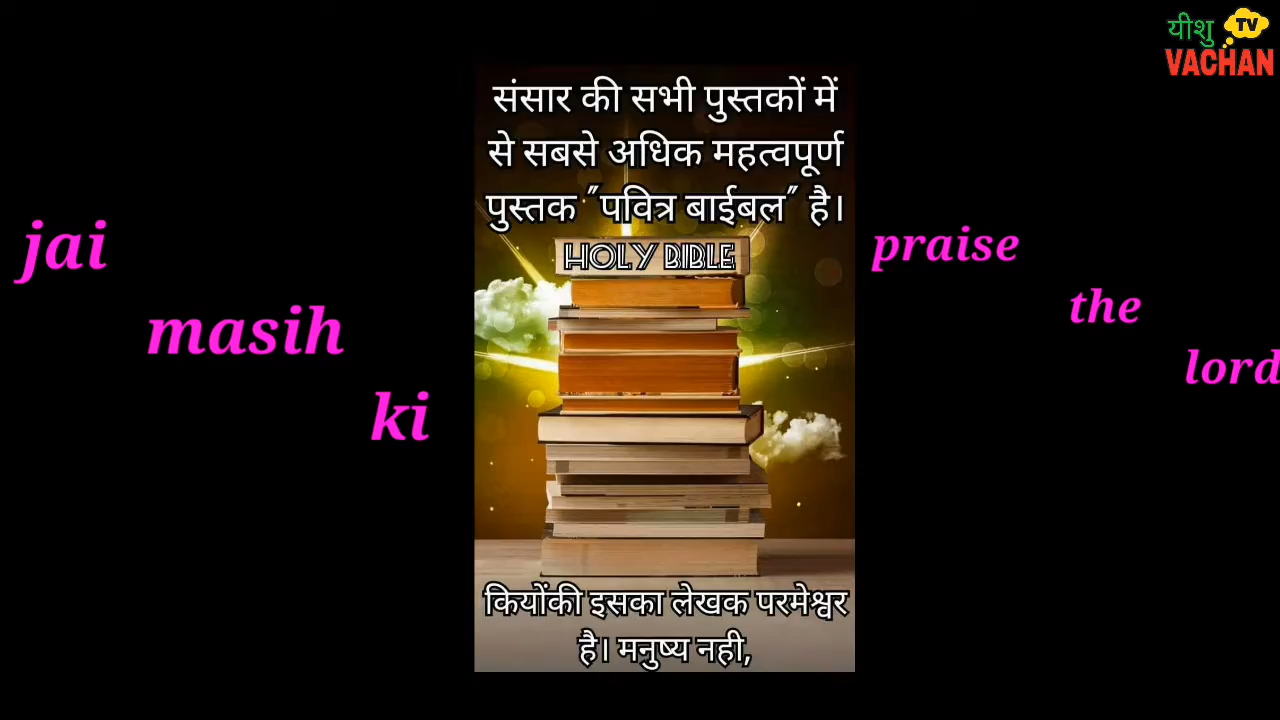 यीशु TV
VACHAN
संसार की सभी पुस्तकों में
से सबसे अधिक महत्वपूर्ण
पुस्तक "पवित्र बाईबल" है।
HOLY BIBLE
jai
masih
ki
praise
the
lord
कियोंकी इसका लेखक परमेश्वर
है। मनुष्य नही,